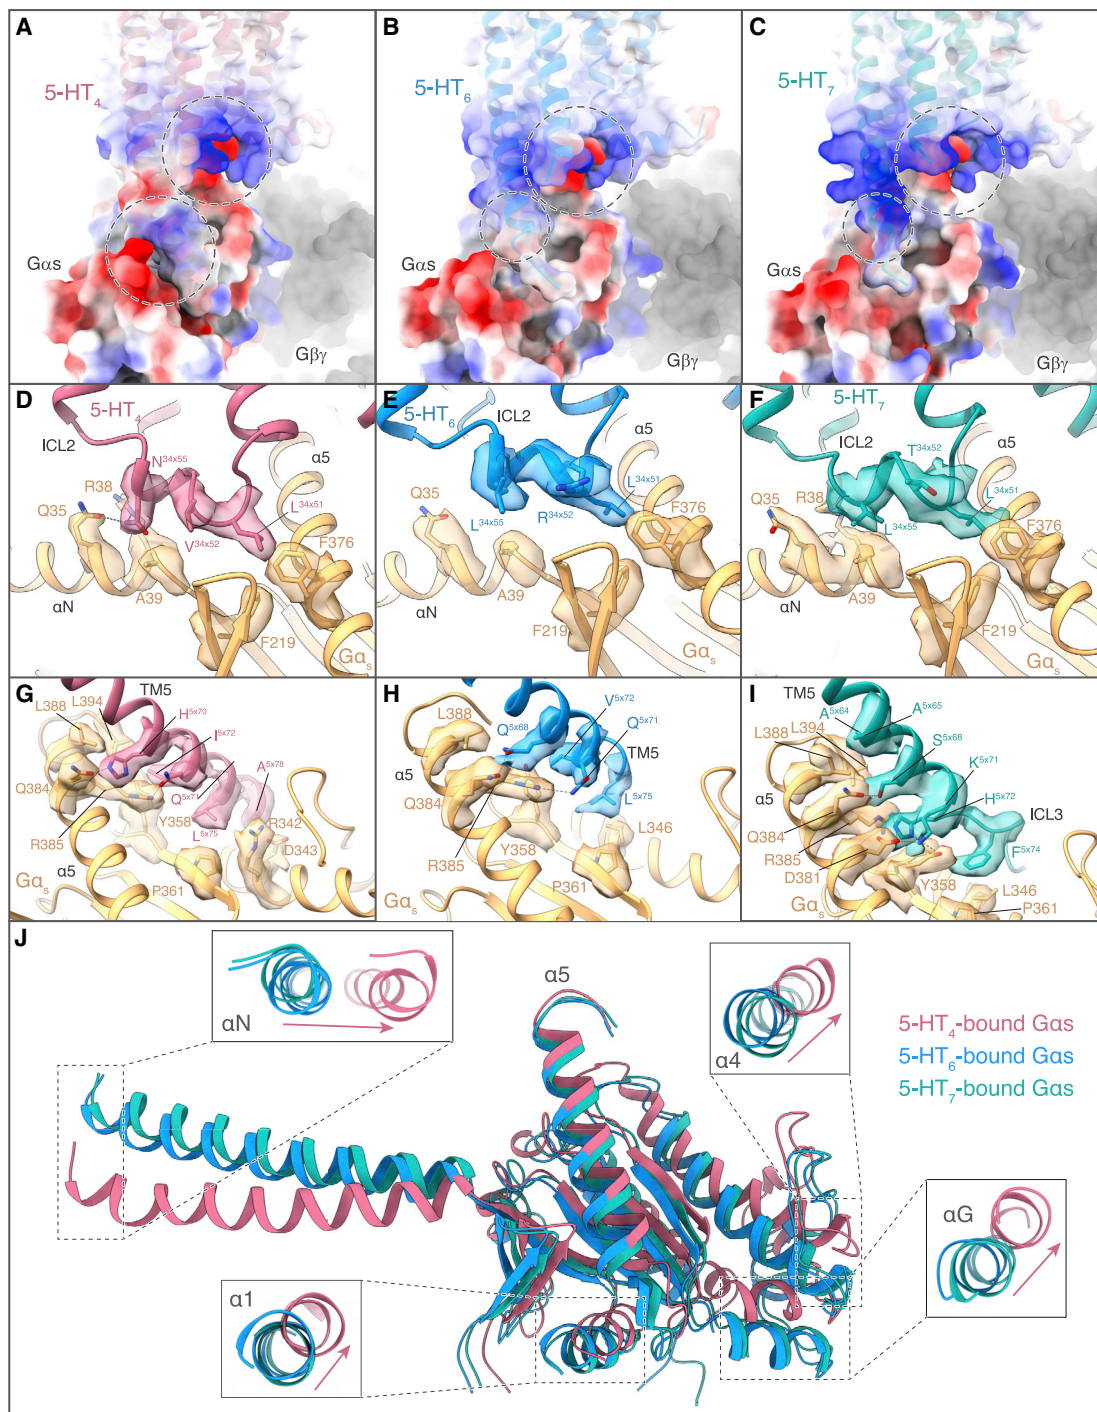 A
5-HT4
Gαs
Gβγ
B
5-HT6
Gαs
C
5-HT7
Gαs
Gβγ
D
5-HT4
ICL2
N34x55
α5
R38
Q35
L34x51
V34x52
F376
αN
A39
F219
Gαs
E
5-HT6
ICL2
α5
Q35
L34x51
L34x55
R34x52
F376
αN
A39
F219
F
5-HT7
ICL2
T34x52
α5
Q35
R38
L34x51
L34x55
F376
αN
A39
F219
Gαs
G
TM5
L394
L388
H5x70
I5x72
Q384
Q5x71
A5x78
Y358
L5x75
R342
R385
D343
α5
P361
Gαs
H
L388
V5x72
Q5x68
Q5x71
TM5
α5
Q384
L5x75
L346
R385
Y358
P361
Gαs
I
TM5
A5x64
A5x65
L394
L388
S5x68
K5x71
α5
H5x72
ICL3
Q384
R385
F5x74
D381
Y358
L346
Gαs
P361
J
αN
α5
α4
5-HT4-bound Gαs
5-HT6-bound Gαs
5-HT7-bound Gαs
αG
α1